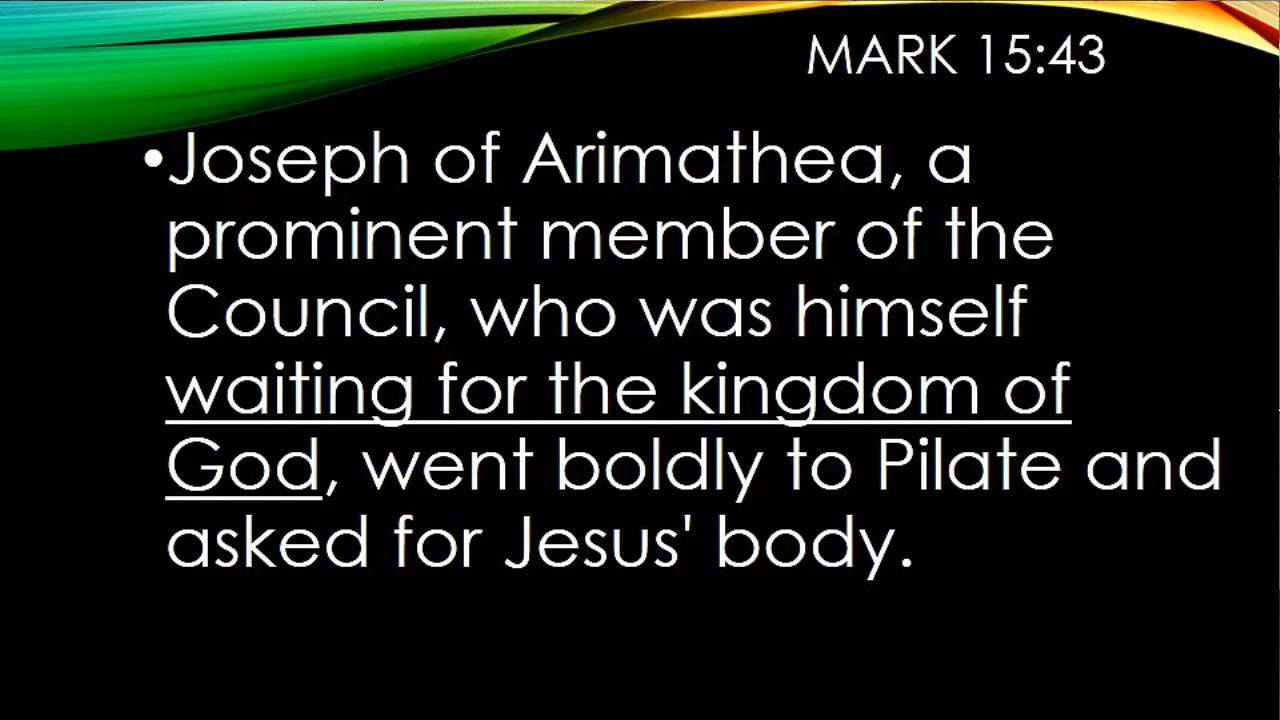 MARK 15:43
•Joseph of Arimathea, a
prominent member of the
Council, who was himself
waiting for the kingdom of
God, went boldly to Pilate and
asked for Jesus' body.